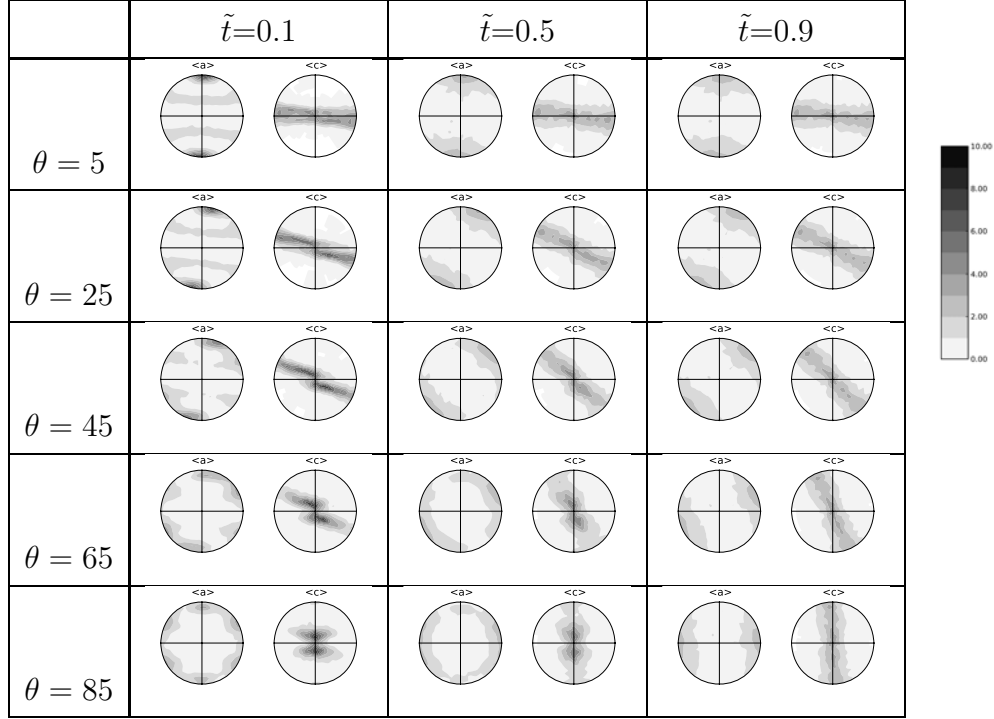 t̃=0.1 t̃=0.5 t̃=0.9
<a> <c> <a> <c> <a> <c>
θ = 5
<a> <c> <a> <c> <a> <c>
θ = 25
<a> <c> <a> <c> <a> <c>
θ = 45
<a> <c> <a> <c> <a> <c>
θ = 65
<a> <c> <a> <c> <a> <c>
θ = 85
10.00
8.00
6.00
4.00
2.00
0.00